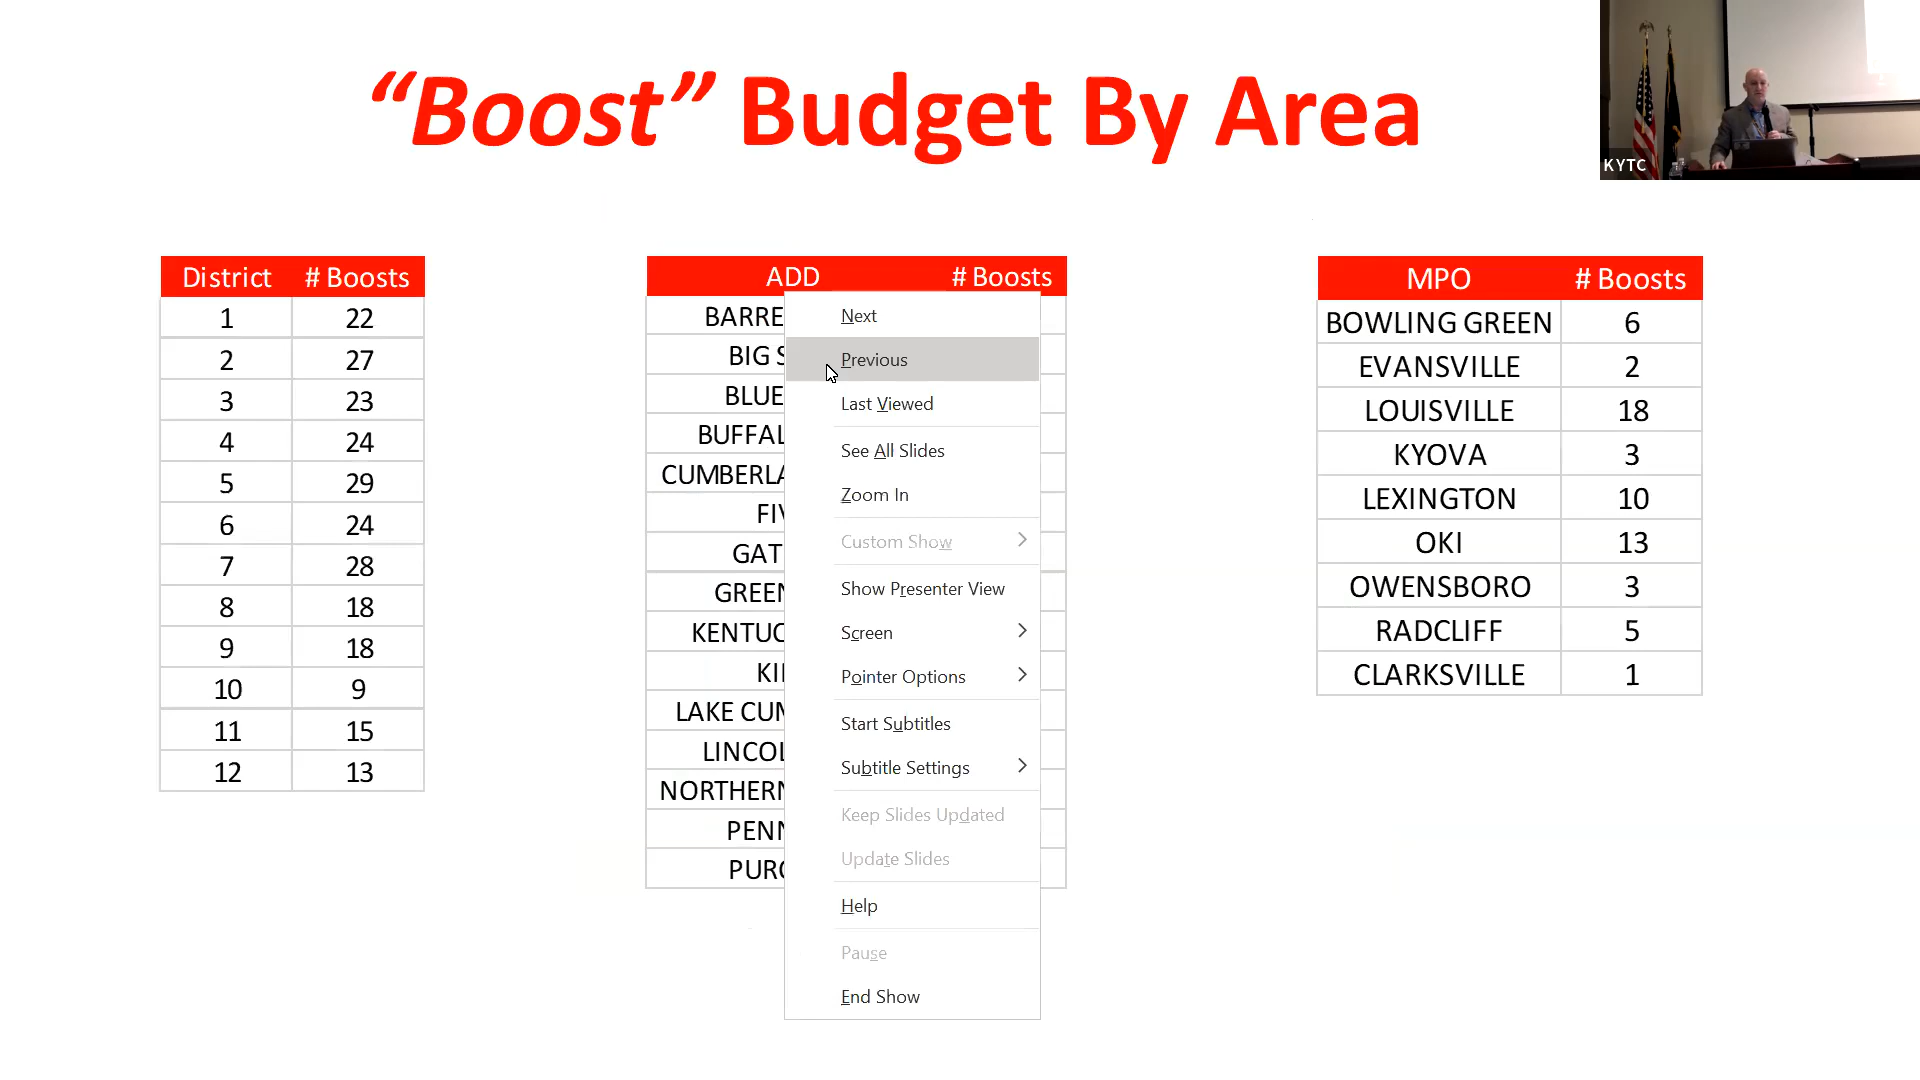 “Boost” Budget By Area
KYTC
District # Boosts
1 22
2 27
3 23
4 24
5 29
6 24
7 28
8 18
9 18
10 9
11 15
12 13
ADD # Boosts
BARRE
BIG
BLUE
BUFFAL
CUMBERLA
FIV
GAT
GREEN
KENTUC
KI
LAKE CUM
LINCOL
NORTHERN
PENN
PURC
Next
Previous
Last Viewed
See All Slides
Zoom In
Custom Show
Show Presenter View
Screen
Pointer Options
Start Subtitles
Subtitle Settings
Keep Slides Updated
Update Slides
Help
Pause
End Show
MPO # Boosts
BOWLING GREEN 6
EVANSVILLE 2
LOUISVILLE 18
KYOVA 3
LEXINGTON 10
OKI 13
OWENSBORO 3
RADCLIFF 5
CLARKSVILLE 1